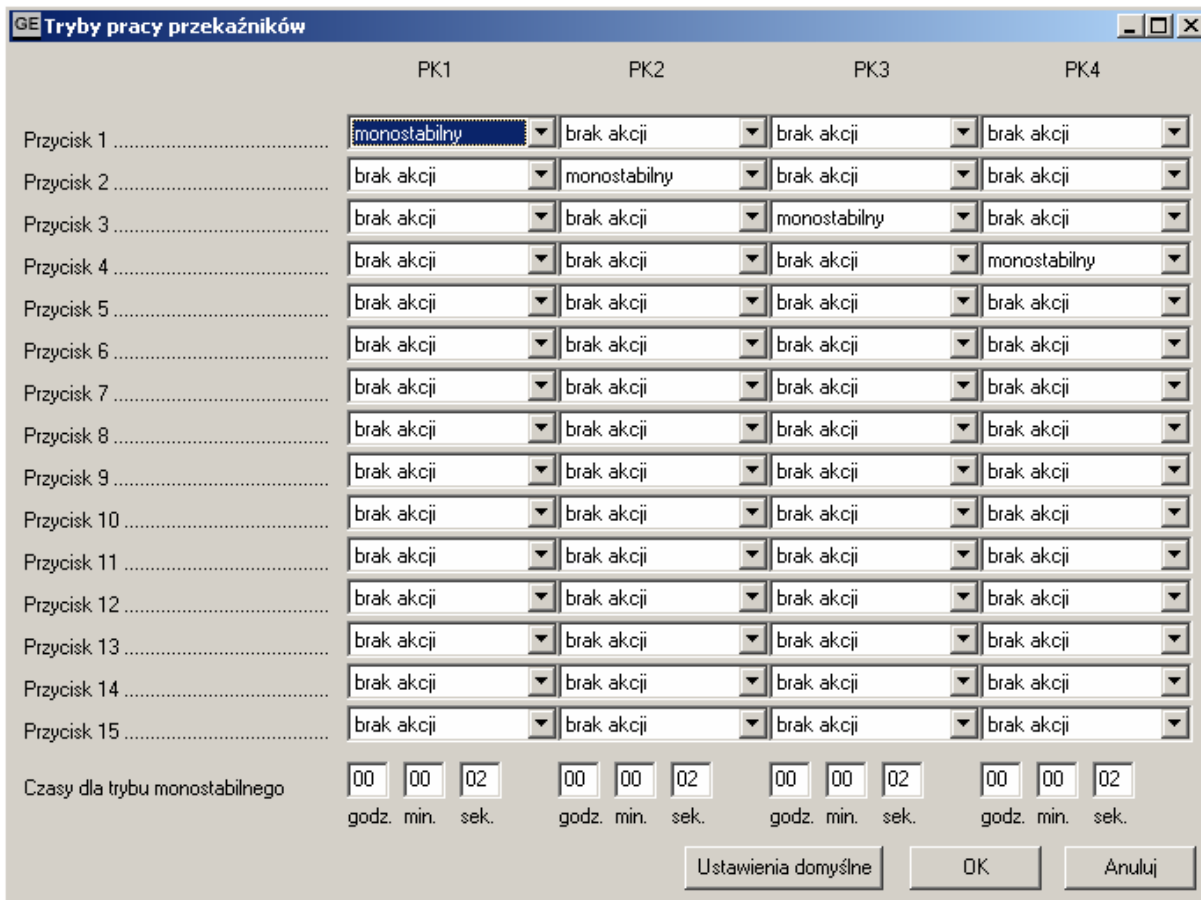 GE Tryby pracy przekaźników
PK1 PK2 PK3 PK4
Przycisk 1 monostabilny brak akcji brak akcji brak akcji
Przycisk 2 brak akcji monostabilny brak akcji brak akcji
Przycisk 3 brak akcji brak akcji monostabilny brak akcji
Przycisk 4 brak akcji brak akcji brak akcji monostabilny
Przycisk 5 brak akcji brak akcji brak akcji brak akcji
Przycisk 6 brak akcji brak akcji brak akcji brak akcji
Przycisk 7 brak akcji brak akcji brak akcji brak akcji
Przycisk 8 brak akcji brak akcji brak akcji brak akcji
Przycisk 9 brak akcji brak akcji brak akcji brak akcji
Przycisk 10 brak akcji brak akcji brak akcji brak akcji
Przycisk 11 brak akcji brak akcji brak akcji brak akcji
Przycisk 12 brak akcji brak akcji brak akcji brak akcji
Przycisk 13 brak akcji brak akcji brak akcji brak akcji
Przycisk 14 brak akcji brak akcji brak akcji brak akcji
Przycisk 15 brak akcji brak akcji brak akcji brak akcji
Czasy dla trybu monostabilnego 00 00 02 00 00 02 00 00 02 00 00 02
godz. min. sek. godz. min. sek. godz. min. sek. godz. min. sek.
Ustawienia domyślne OK Anuluj